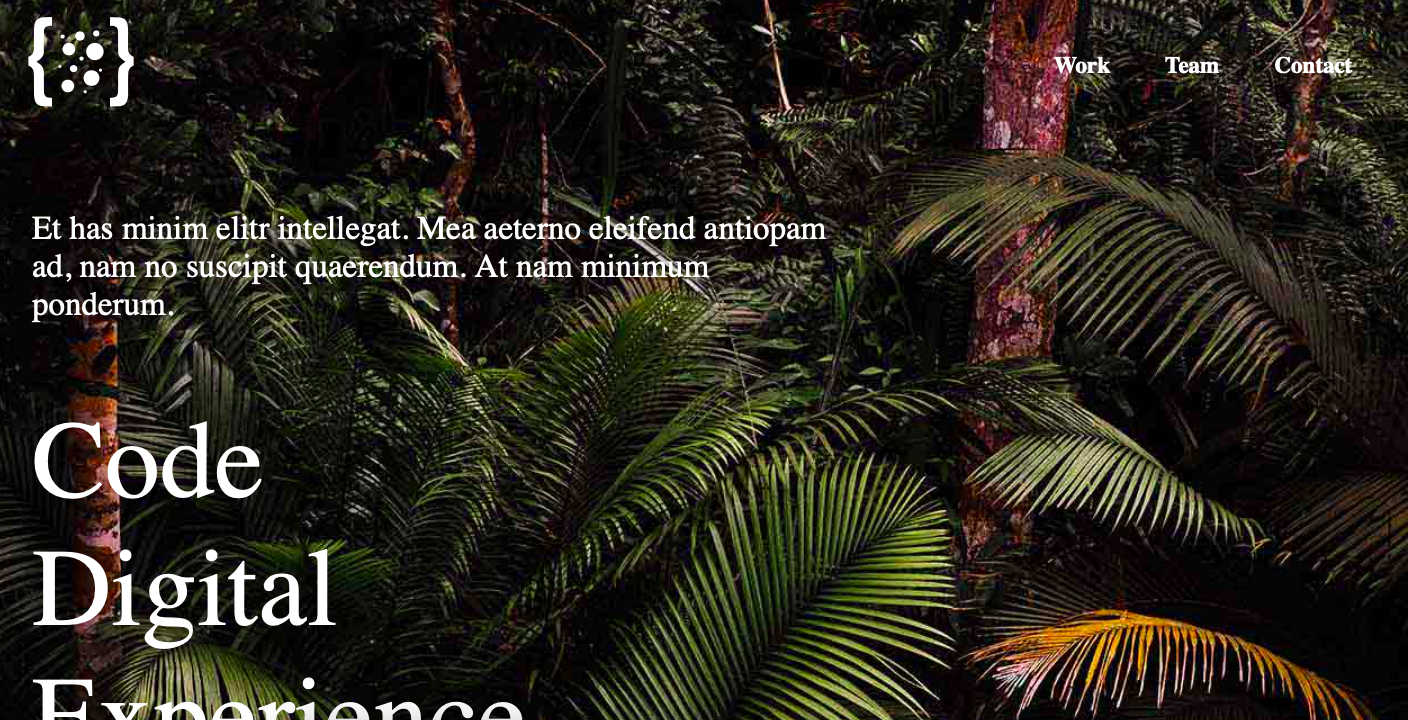 Work Team Contact
Et has minim elitr intellegat. Mea aeterno eleifend antiopam
ad, nam no suscipit quaerendum. At nam minimum
ponderum.
Code
Digital
Experience